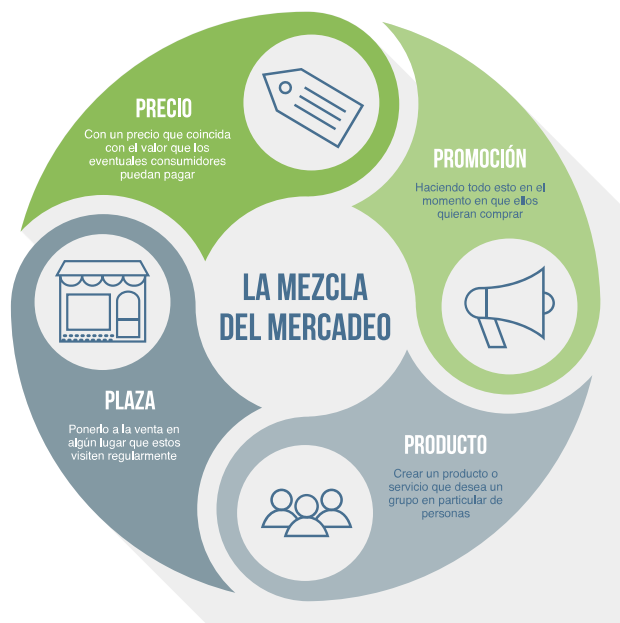 PRECIO
Con un precio que coincida
con el valor que los
eventuales consumidores
puedan pagar
PROMOCIÓN
Haciendo todo esto en el
momento en que ellos
quieran comprar
LA MEZCLA
DEL MERCADEO
PLAZA
Ponerlo a la venta en
algún lugar que estos
visiten regularmente
PRODUCTO
Crear un producto o
servicio que desea un
grupo en particular de
personas